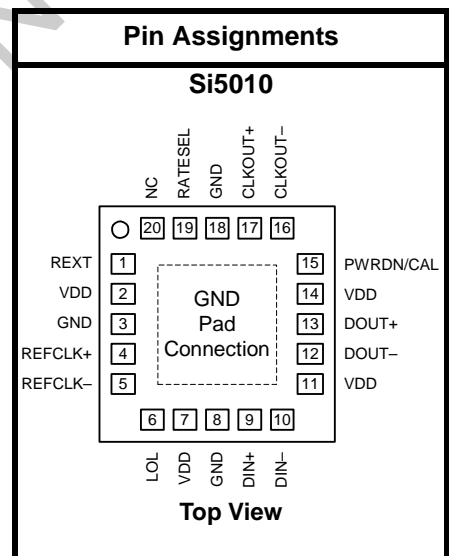 Pin Assignments
Si5010
NC
RATESEL
GND
CLKOUT+
CLKOUT–
20 19 18 17 16
REXT 1
VDD 2
GND 3
REFCLK+ 4
REFCLK– 5
GND
Pad
Connection
15 PWRDN/CAL
14 VDD
13 DOUT+
12 DOUT–
11 VDD
6 7 8 9 10
LOL
VDD
GND
DIN+
DIN–
Top View